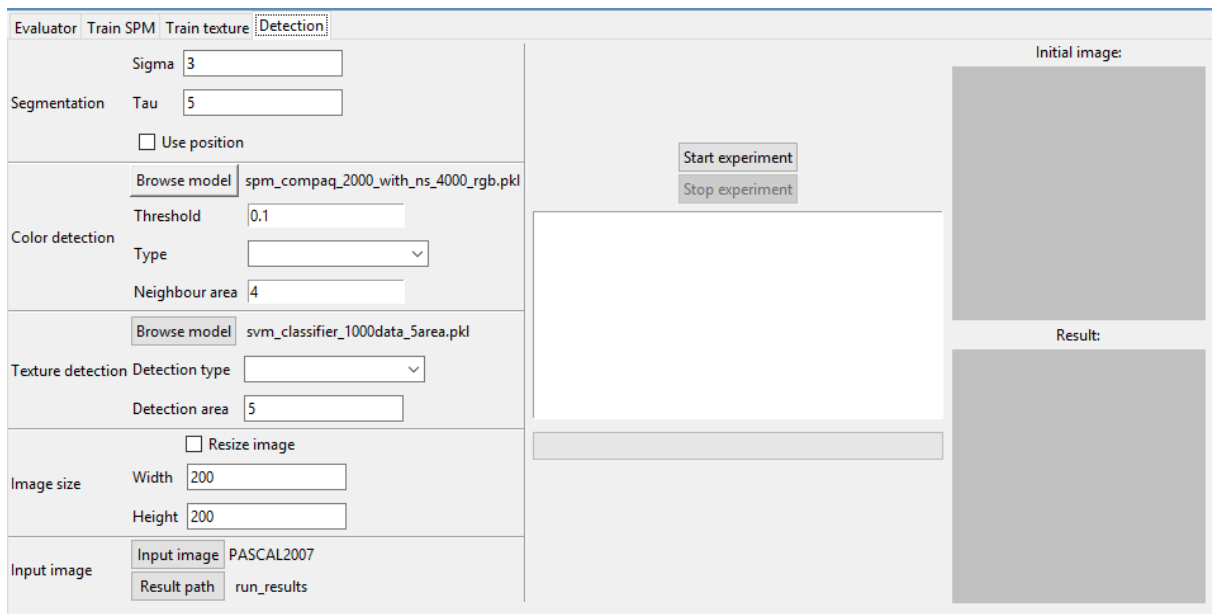 Evaluator Train SPM Train texture Detection
Sigma 3
Segmentation Tau 5
Use position
Browse model spm_compaq_2000_with_ns_4000_rgb.pkl
Threshold 0.1
Color detection
Type
Neighbour area 4
Browse model svm_classifier_1000data_5area.pkl
Texture detection Detection type
Detection area 5
Resize image
Image size Width 200
Height 200
Input image Input image PASCAL2007
Result path run_results
Start experiment
Stop experiment
Initial image:
Result: